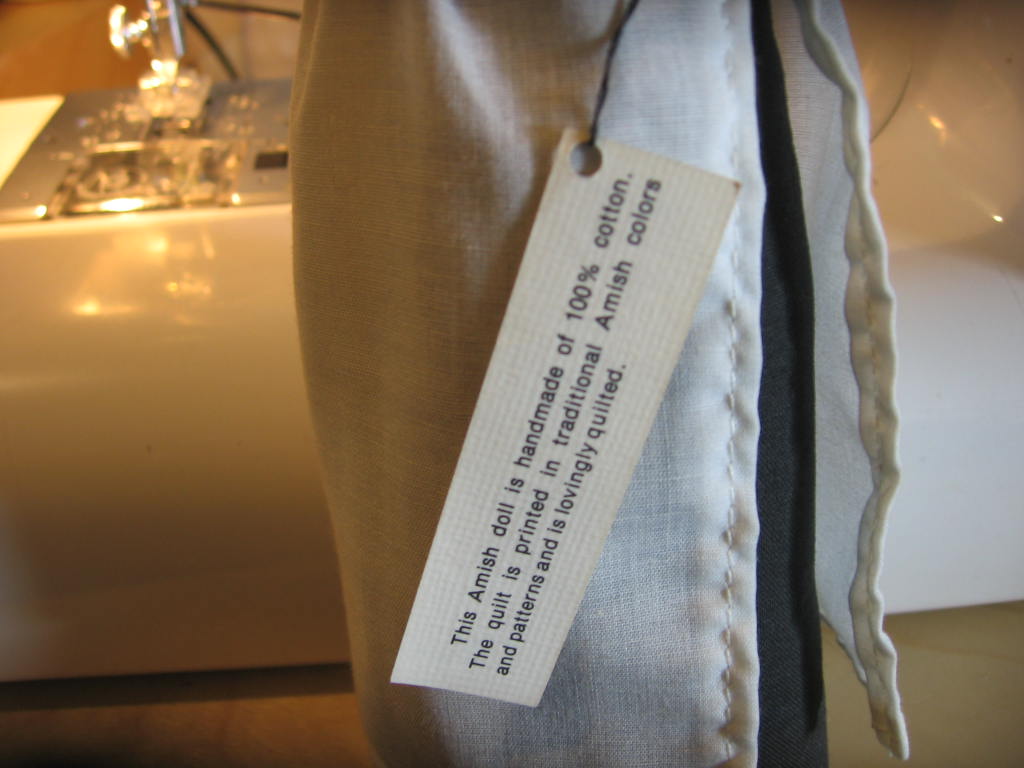 This Amish doll is handmade of 100% cotton.
The quilt is printed in traditional Amish colors
and patterns and is lovingly quilted.